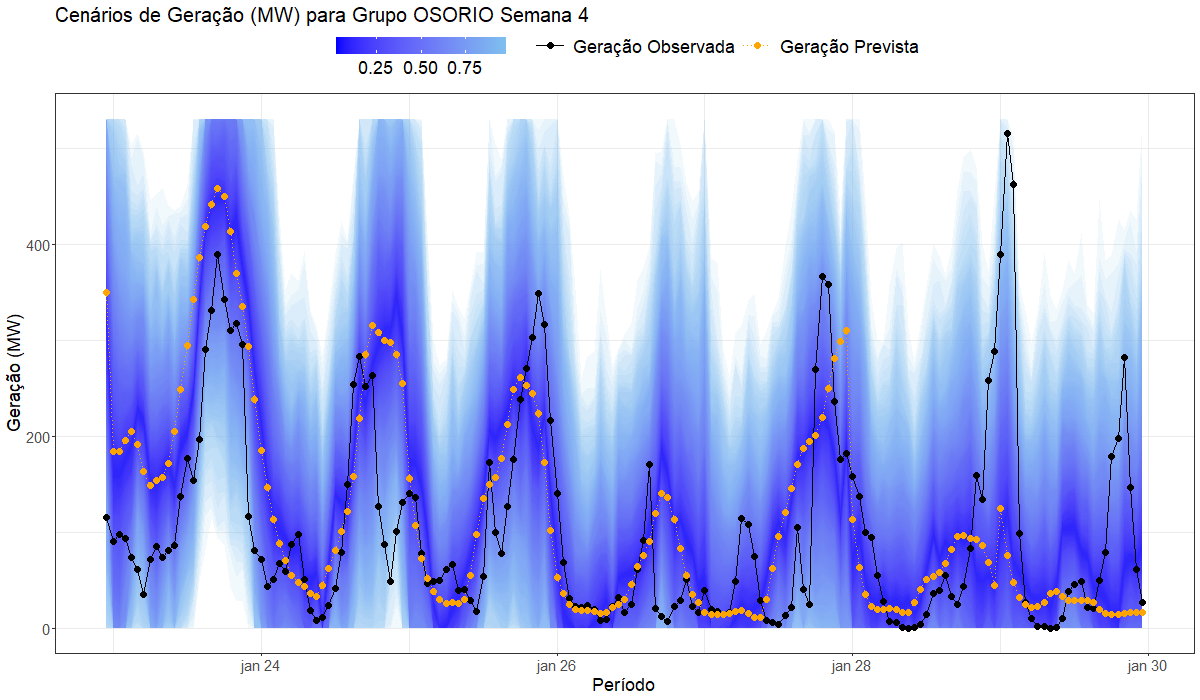 Cenários de Geração (MW) para Grupo OSORIO Semana 4
0.25 0.50 0.75
Geração Observada
Geração Prevista
Geração (MW)
400
200
0
jan 24 jan 26 jan 28 jan 30
Período